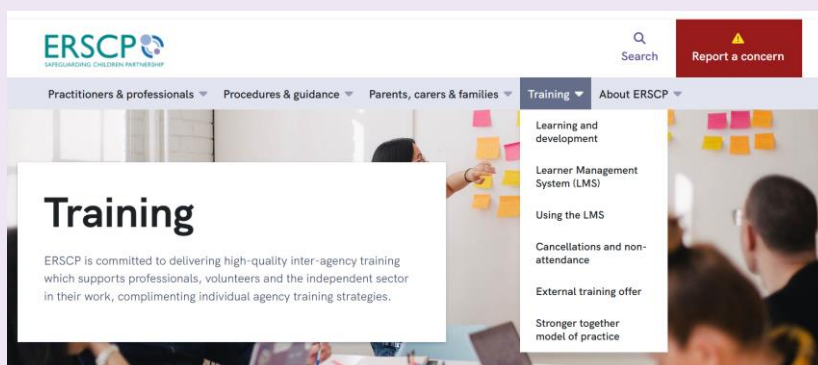 ERSCP
SAFEGUARDING CHILDREN PARTNERSHIP
Search
Report a concern
Practitioners & professionals
Procedures & guidance
Parents, carers & families
Training
About ERSCP
Learning and
development
Learner Management
System (LMS)
Using the LMS
Cancellations and non-
attendance
External training offer
Stronger together
model of practice
Training
ERSCP is committed to delivering high-quality inter-agency training
which supports professionals, volunteers and the independent sector
in their work, complimenting individual agency training strategies.